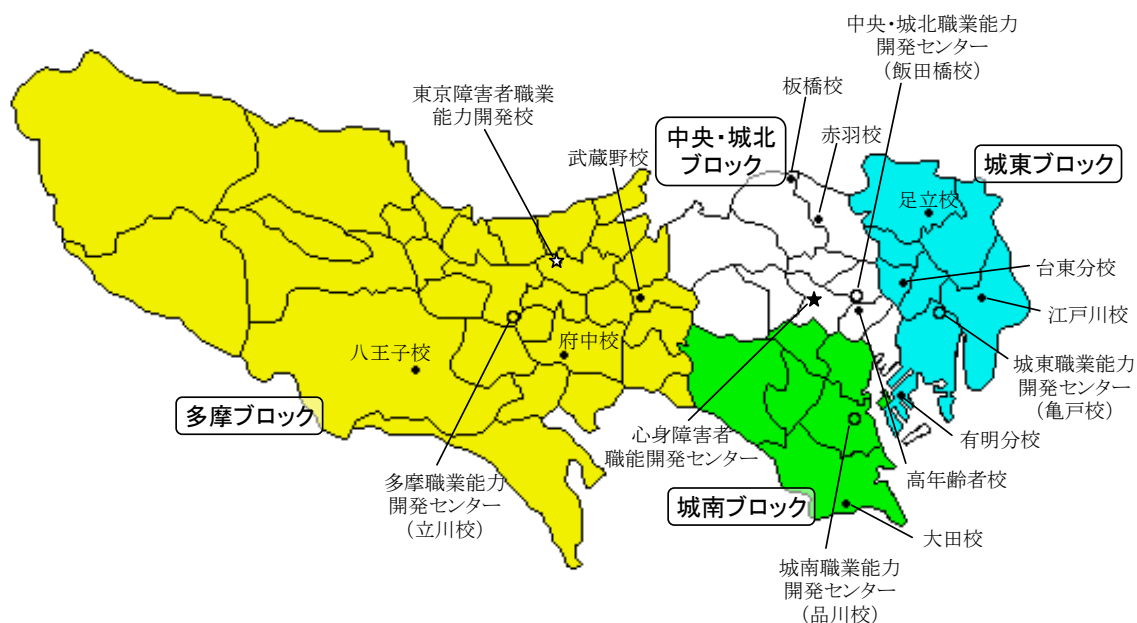 中央・城北職業能力
開発センター
(飯田橋校)
板橋校
東京障害者職業
能力開発校
中央・城北
ブロック
赤羽校
武蔵野校
城東ブロック
足立校
台東分校
江戸川校
八王子校
府中校
城東職業能力
開発センター
(亀戸校)
多摩ブロック
心身障害者
職能開発センター
有明分校
高年齢者校
多摩職業能力
開発センター
(立川校)
城南ブロック
大田校
城南職業能力
開発センター
(品川校)